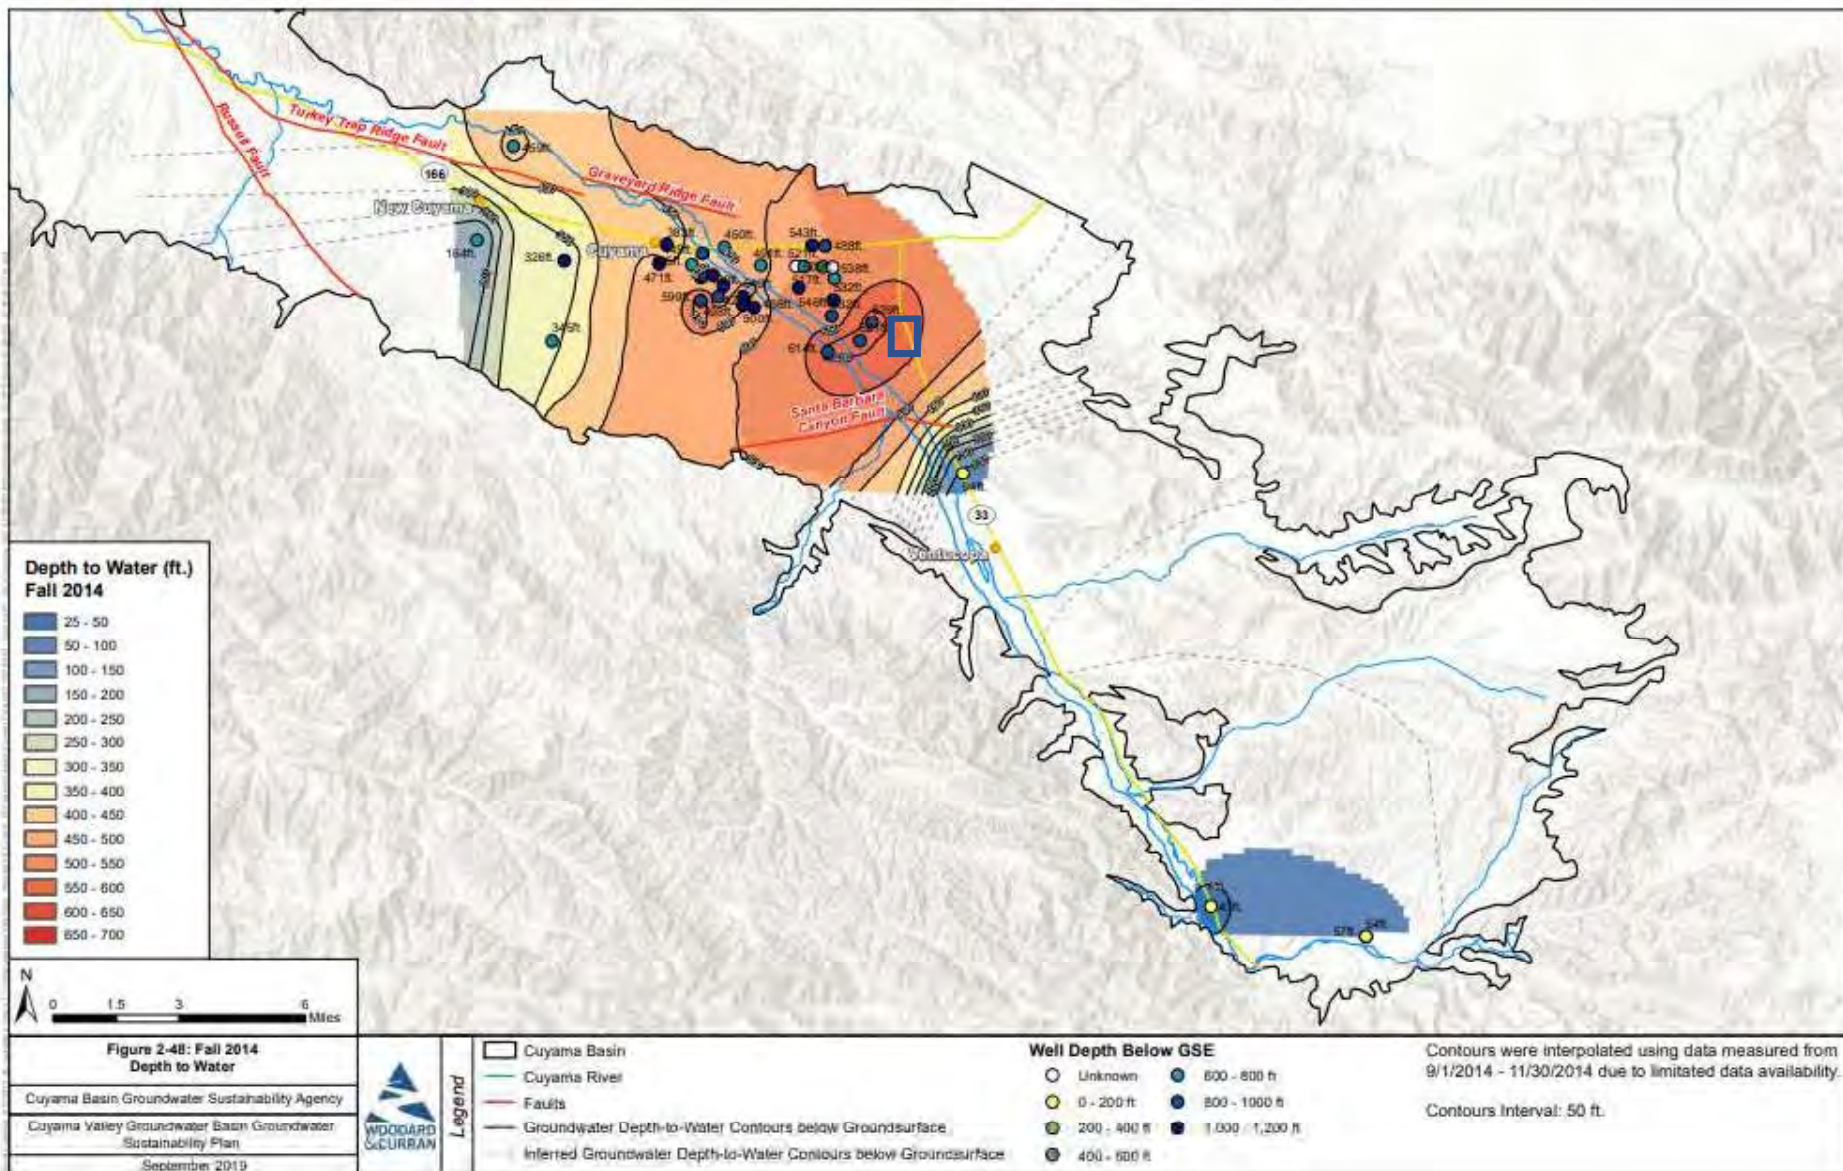 Turkey Trap Ridge Fault
Russell Fault
459ft.
Graveyard Ridge Fault
166
New Cuyama
Cuyama
383ft.
450ft.
543ft.
488ft.
164ft.
326ft.
471ft.
538ft.
532ft.
500ft.
345ft.
614ft.
Santa Barbara
Canyon Fault
33
Ventucopa
Depth to Water (ft.)
Fall 2014
25 - 50
50 - 100
100 - 150
150 - 200
200 - 250
250 - 300
300 - 350
350 - 400
400 - 450
450 - 500
500 - 550
550 - 600
600 - 650
650 - 700
57ft.
54ft.
N
0 1.5 3 6
Miles
Figure 2-48: Fall 2014
Depth to Water
Cuyama Basin Groundwater Sustainability Agency
Cuyama Valley Groundwater Basin Groundwater
Sustainability Plan
September 2019
WOODARD
&CURRAN
Legend
Cuyama Basin
Cuyama River
Faults
Groundwater Depth-to-Water Contours below Groundsurface
Inferred Groundwater Depth-to-Water Contours below Groundsurface
Well Depth Below GSE
Unknown
0 - 200 ft
200 - 400 ft
400 - 600 ft
600 - 800 ft
800 - 1000 ft
1,000 - 1,200 ft
Contours were interpolated using data measured from
9/1/2014 - 11/30/2014 due to limitated data availability.
Contours Interval: 50 ft.